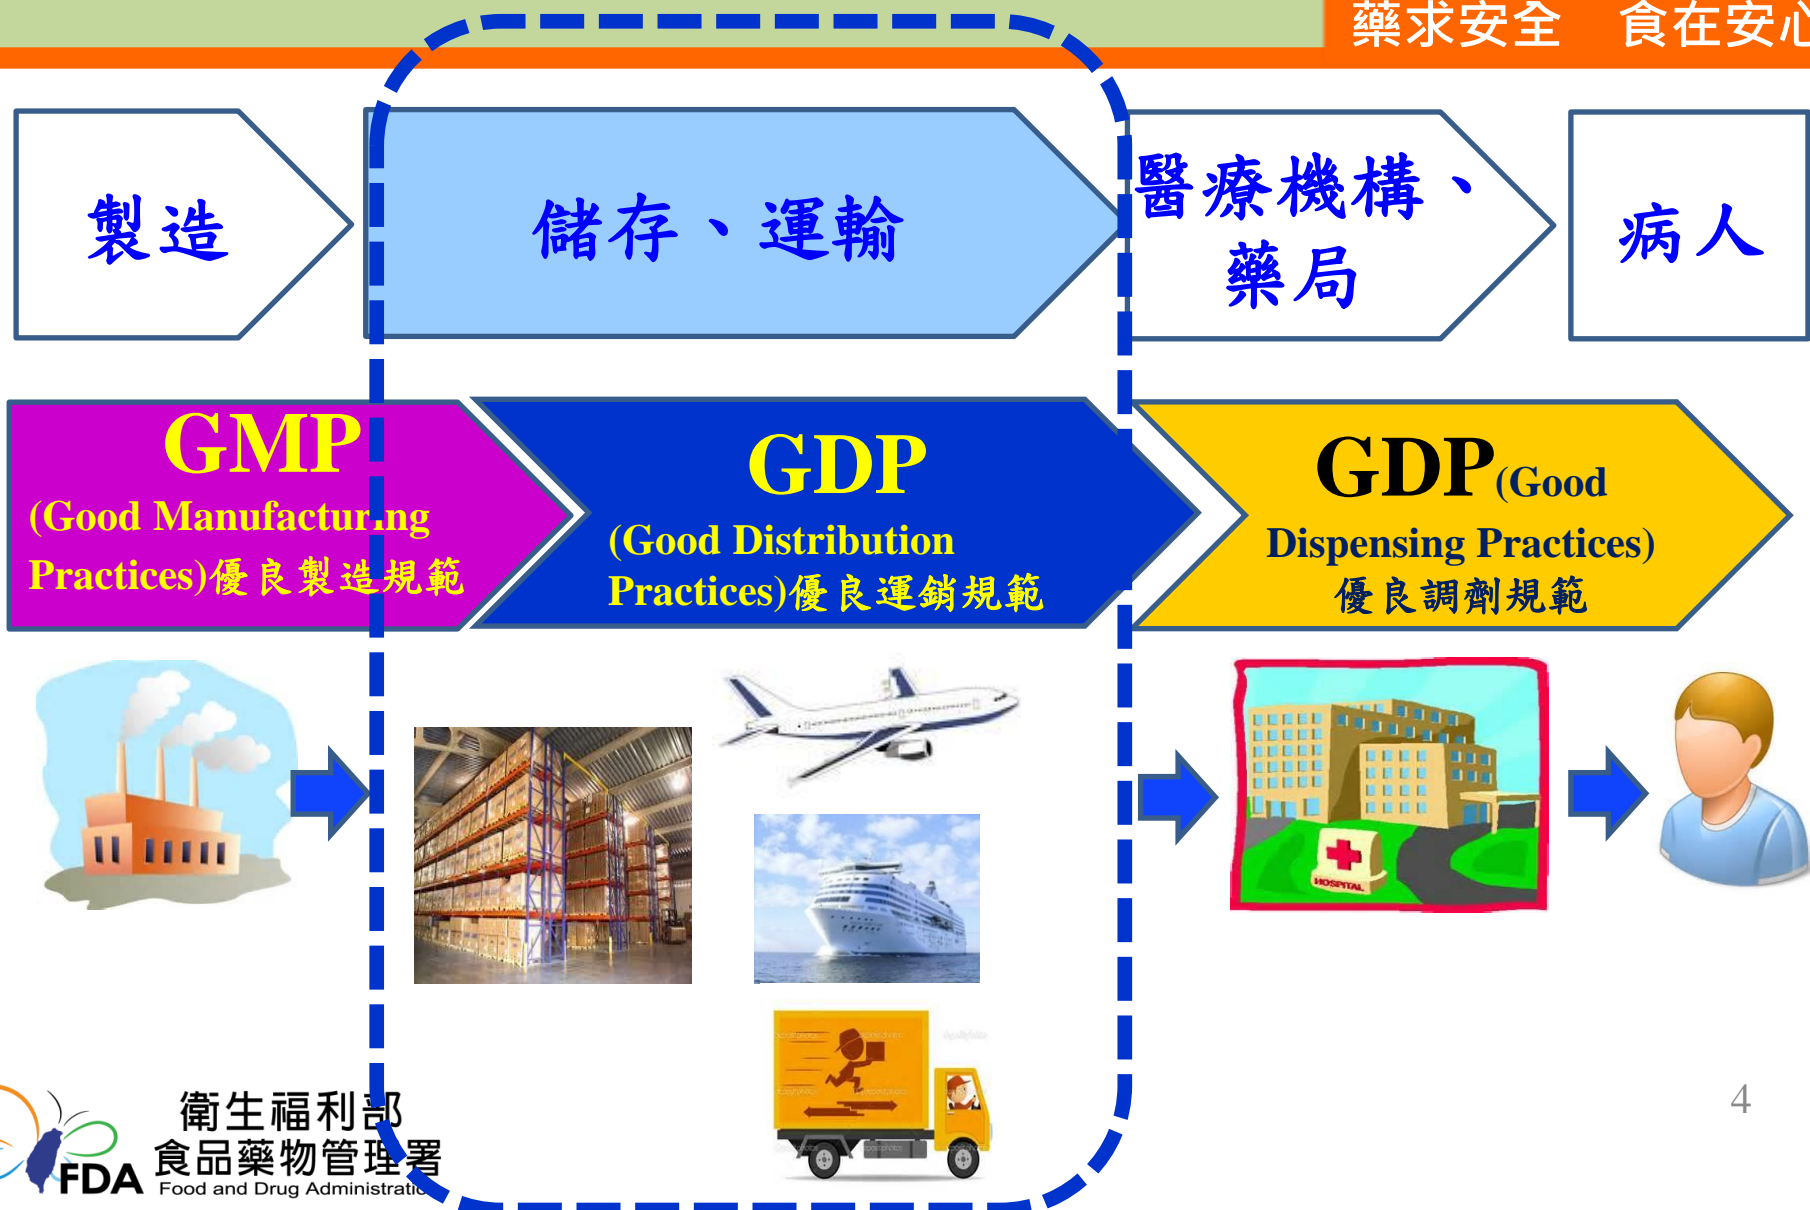 藥求安全　食在安心
製造
儲存、運輸
醫療機構、
藥局
病人
GMP
(Good Manufacturing
Practices)優良製造規範
GDP
(Good Distribution
Practices)優良運銷規範
GDP(Good
Dispensing Practices)
優良調劑規範
HOSPITAL
衛生福利部
食品藥物管理署
FDA
Food and Drug Administration
4